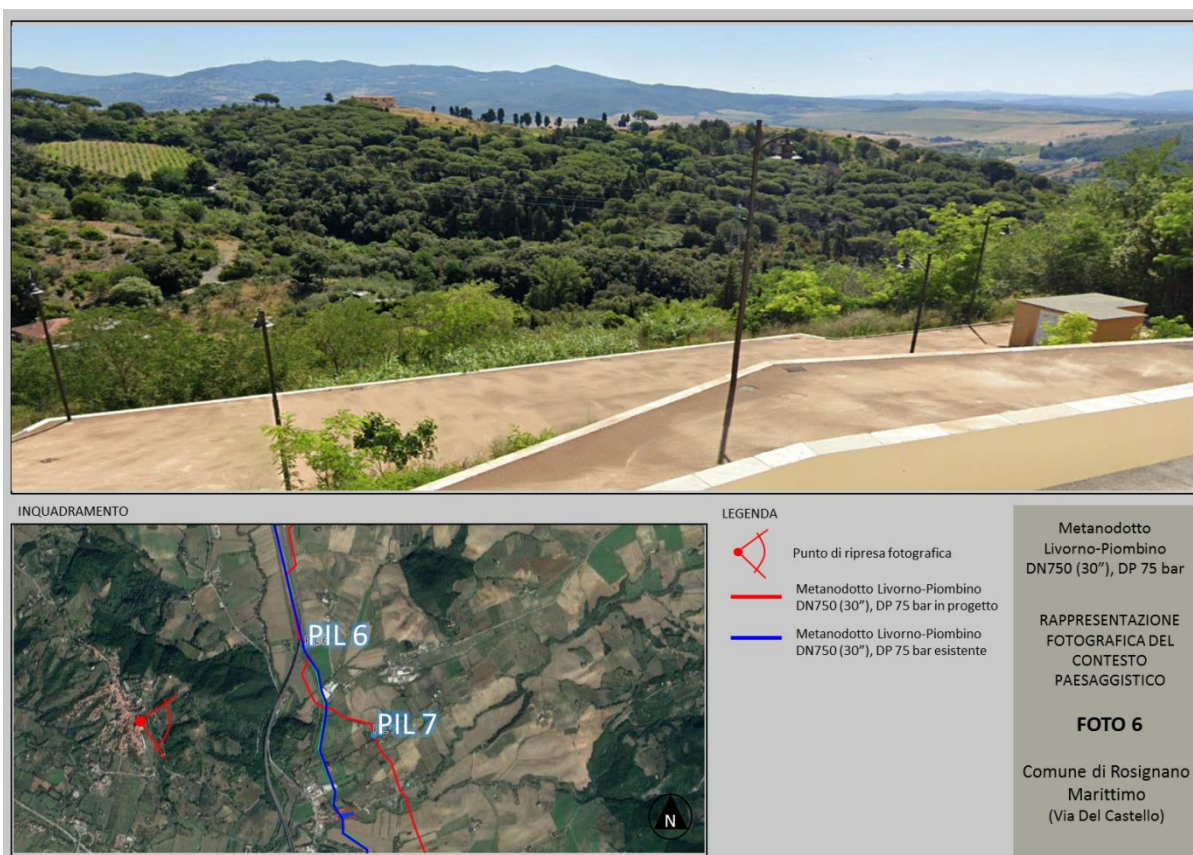 INQUADRAMENTO
PIL 6
PIL 7
N
LEGENDA
Punto di ripresa fotografica
Metanodotto Livorno-Piombino
DN750 (30”), DP 75 bar in progetto
Metanodotto Livorno-Piombino
DN750 (30”), DP 75 bar esistente
Metanodotto
Livorno-Piombino
DN750 (30”), DP 75 bar
RAPPRESENTAZIONE
FOTOGRAFICA DEL
CONTESTO
PAESAGGISTICO
FOTO 6
Comune di Rosignano
Marittimo
(Via Del Castello)